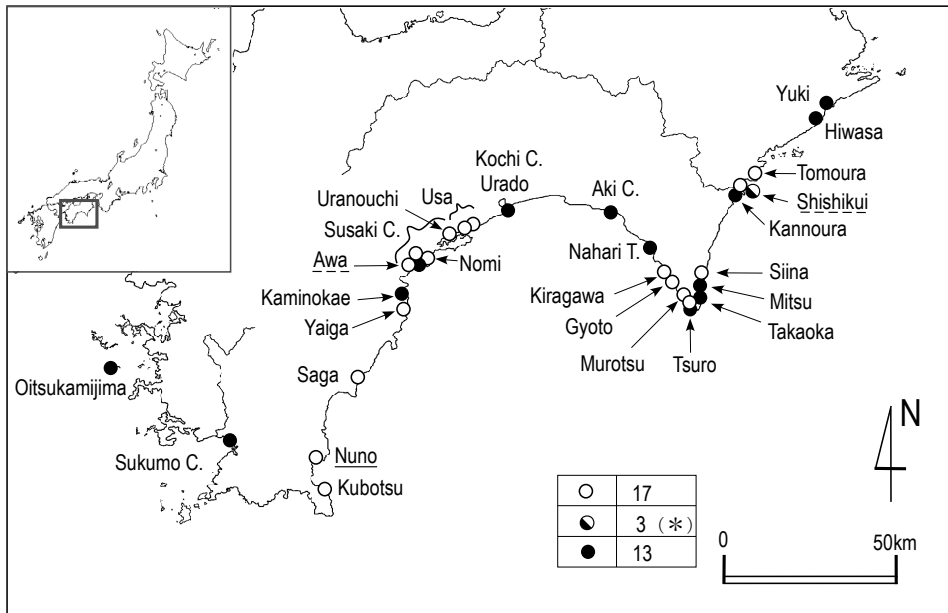 Yuki
Hiwasa
Tomoura
Shishikui
Kannoura
Kochi C.
Urado
Usa
Uranouchi
Susaki C.
Awa
Nomi
Aki C.
Nahari T.
Siina
Mitsu
Takaoka
Kiragawa
Gyoto
Murotsu
Tsuro
Kaminokae
Yaiga
Saga
Oitsukamijima
Sukumo C.
Nuno
Kubotsu
N
17
3 (*)
13
0 50km